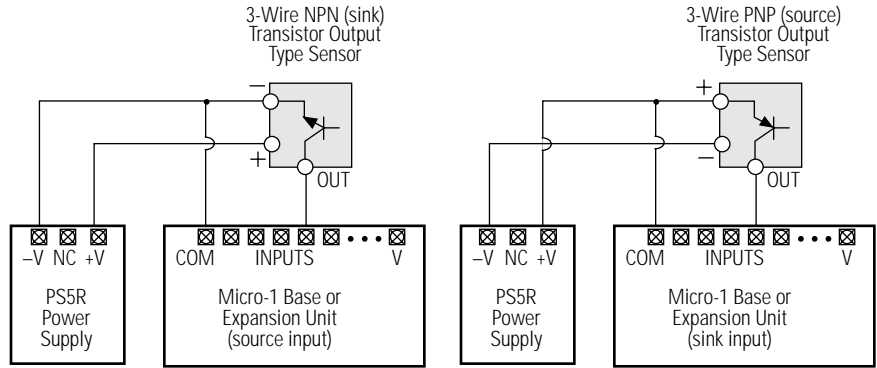 3-Wire NPN (sink)
Transistor Output
Type Sensor
–
+
OUT
–V NC +V
PS5R
Power
Supply
COM INPUTS V
Micro-1 Base or
Expansion Unit
(source input)
3-Wire PNP (source)
Transistor Output
Type Sensor
+
–
OUT
–V NC +V
PS5R
Power
Supply
COM INPUTS V
Micro-1 Base or
Expansion Unit
(sink input)